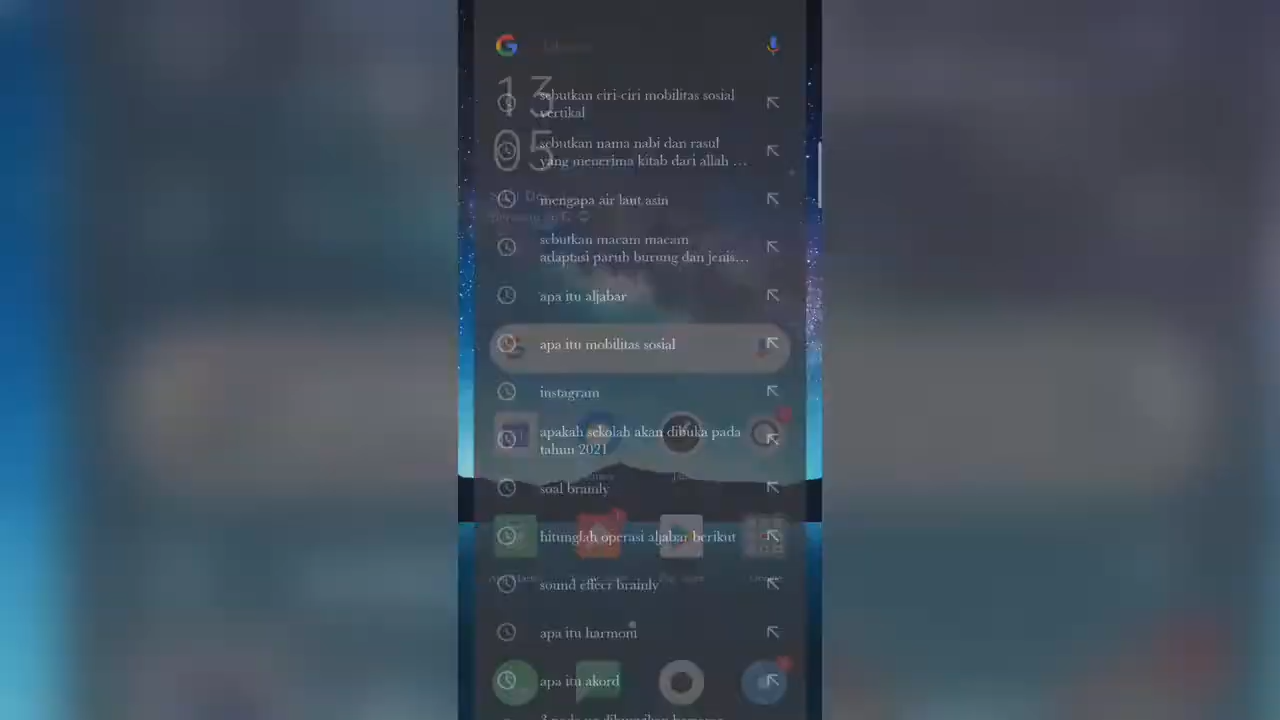 13
05
sebutkan ciri-ciri mobilitas sosial
vertikal
sebutkan nama nabi dan rasul
yang menerima kitab dari allah ...
mengapa air laut asin
sebutkan macam macam
adaptasi paruh burung dan jenis...
apa itu aljabar
apa itu mobilitas sosial
instagram
apakah sekolah akan dibuka pada
tahun 2021
soal brainly
hitunglah operasi aljabar berikut
sound effect brainly
apa itu harmoni
apa itu akord